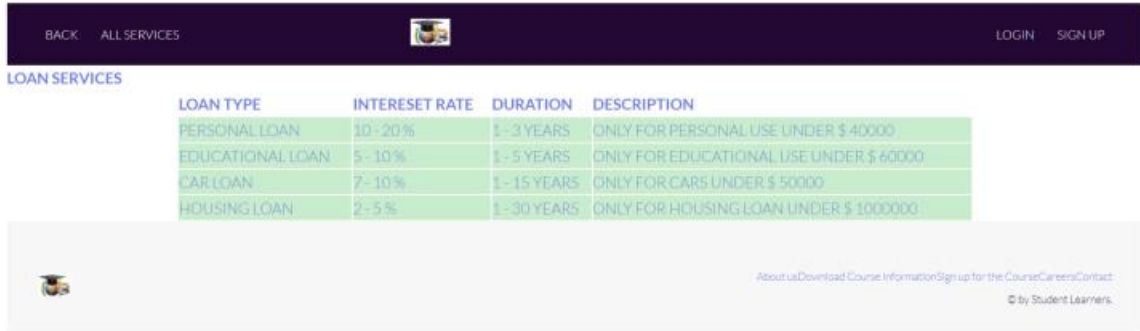 BACK ALL SERVICES LOGIN SIGN UP
LOAN SERVICES
LOAN TYPE INTERESET RATE DURATION DESCRIPTION
PERSONAL LOAN 10 - 20 % 1 - 3 YEARS ONLY FOR PERSONAL USE UNDER $ 40000
EDUCATIONAL LOAN 5 - 10 % 1 - 5 YEARS ONLY FOR EDUCATIONAL USE UNDER $ 60000
CAR LOAN 7 - 10 % 1 - 15 YEARS ONLY FOR CARS UNDER $ 50000
HOUSING LOAN 2 - 5 % 1 - 30 YEARS ONLY FOR HOUSING LOAN UNDER $ 1000000
About usDownload Course InformationSign up for the CourseCareersContact
© by Student Learners.